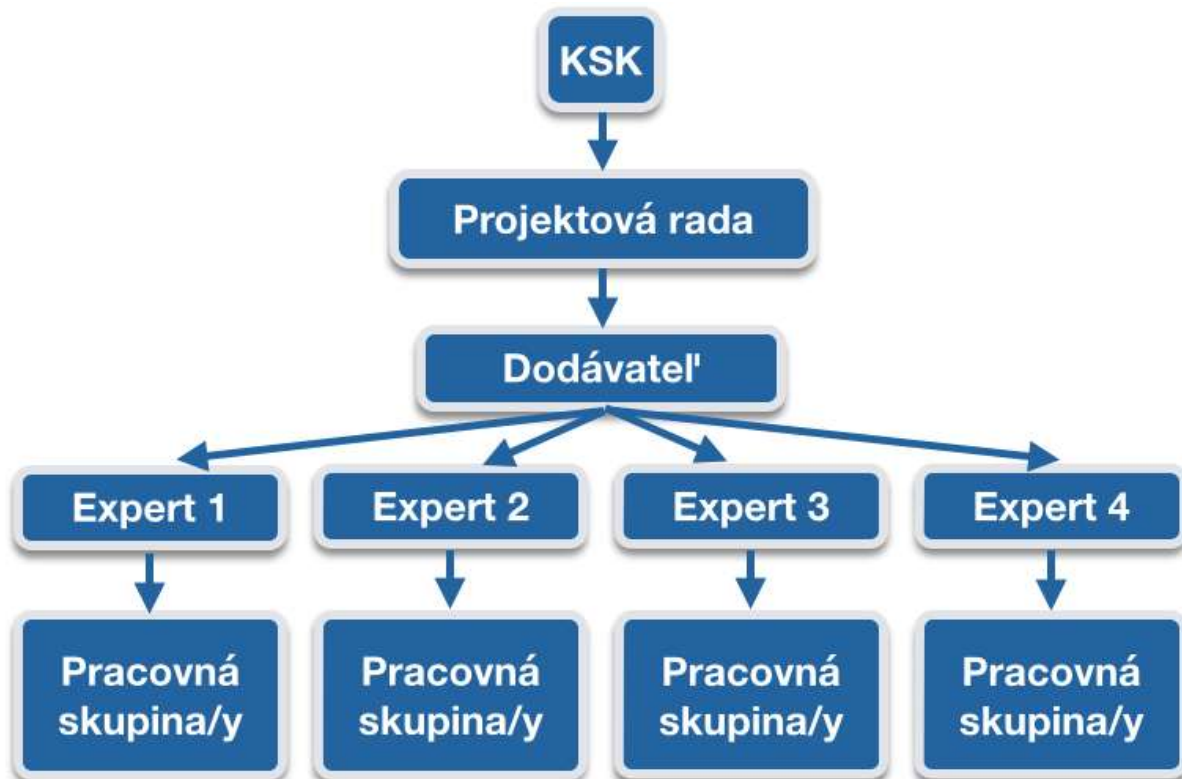 KSK
Projektová rada
Dodávateľ
Expert 1
Expert 2
Expert 3
Expert 4
Pracovná
skupina/y
Pracovná
skupina/y
Pracovná
skupina/y
Pracovná
skupina/y